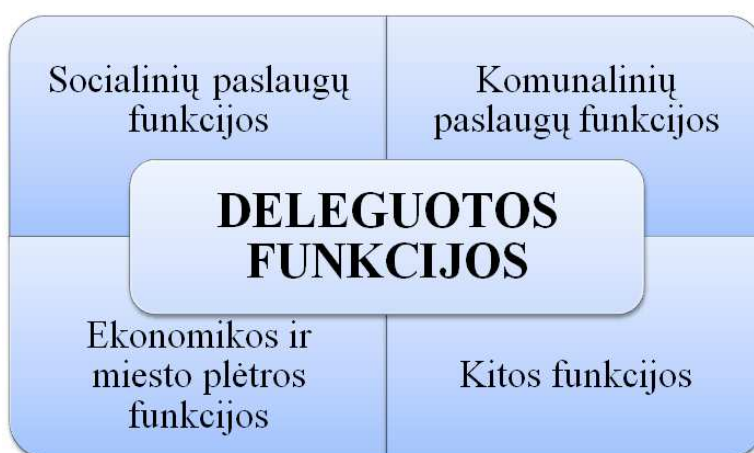 Socialinių paslaugų
funkcijos
Komunalinių
paslaugų funkcijos
DELEGUOTOS
FUNKCIJOS
Ekonomikos ir
miesto plėtros
funkcijos
Kitos funkcijos